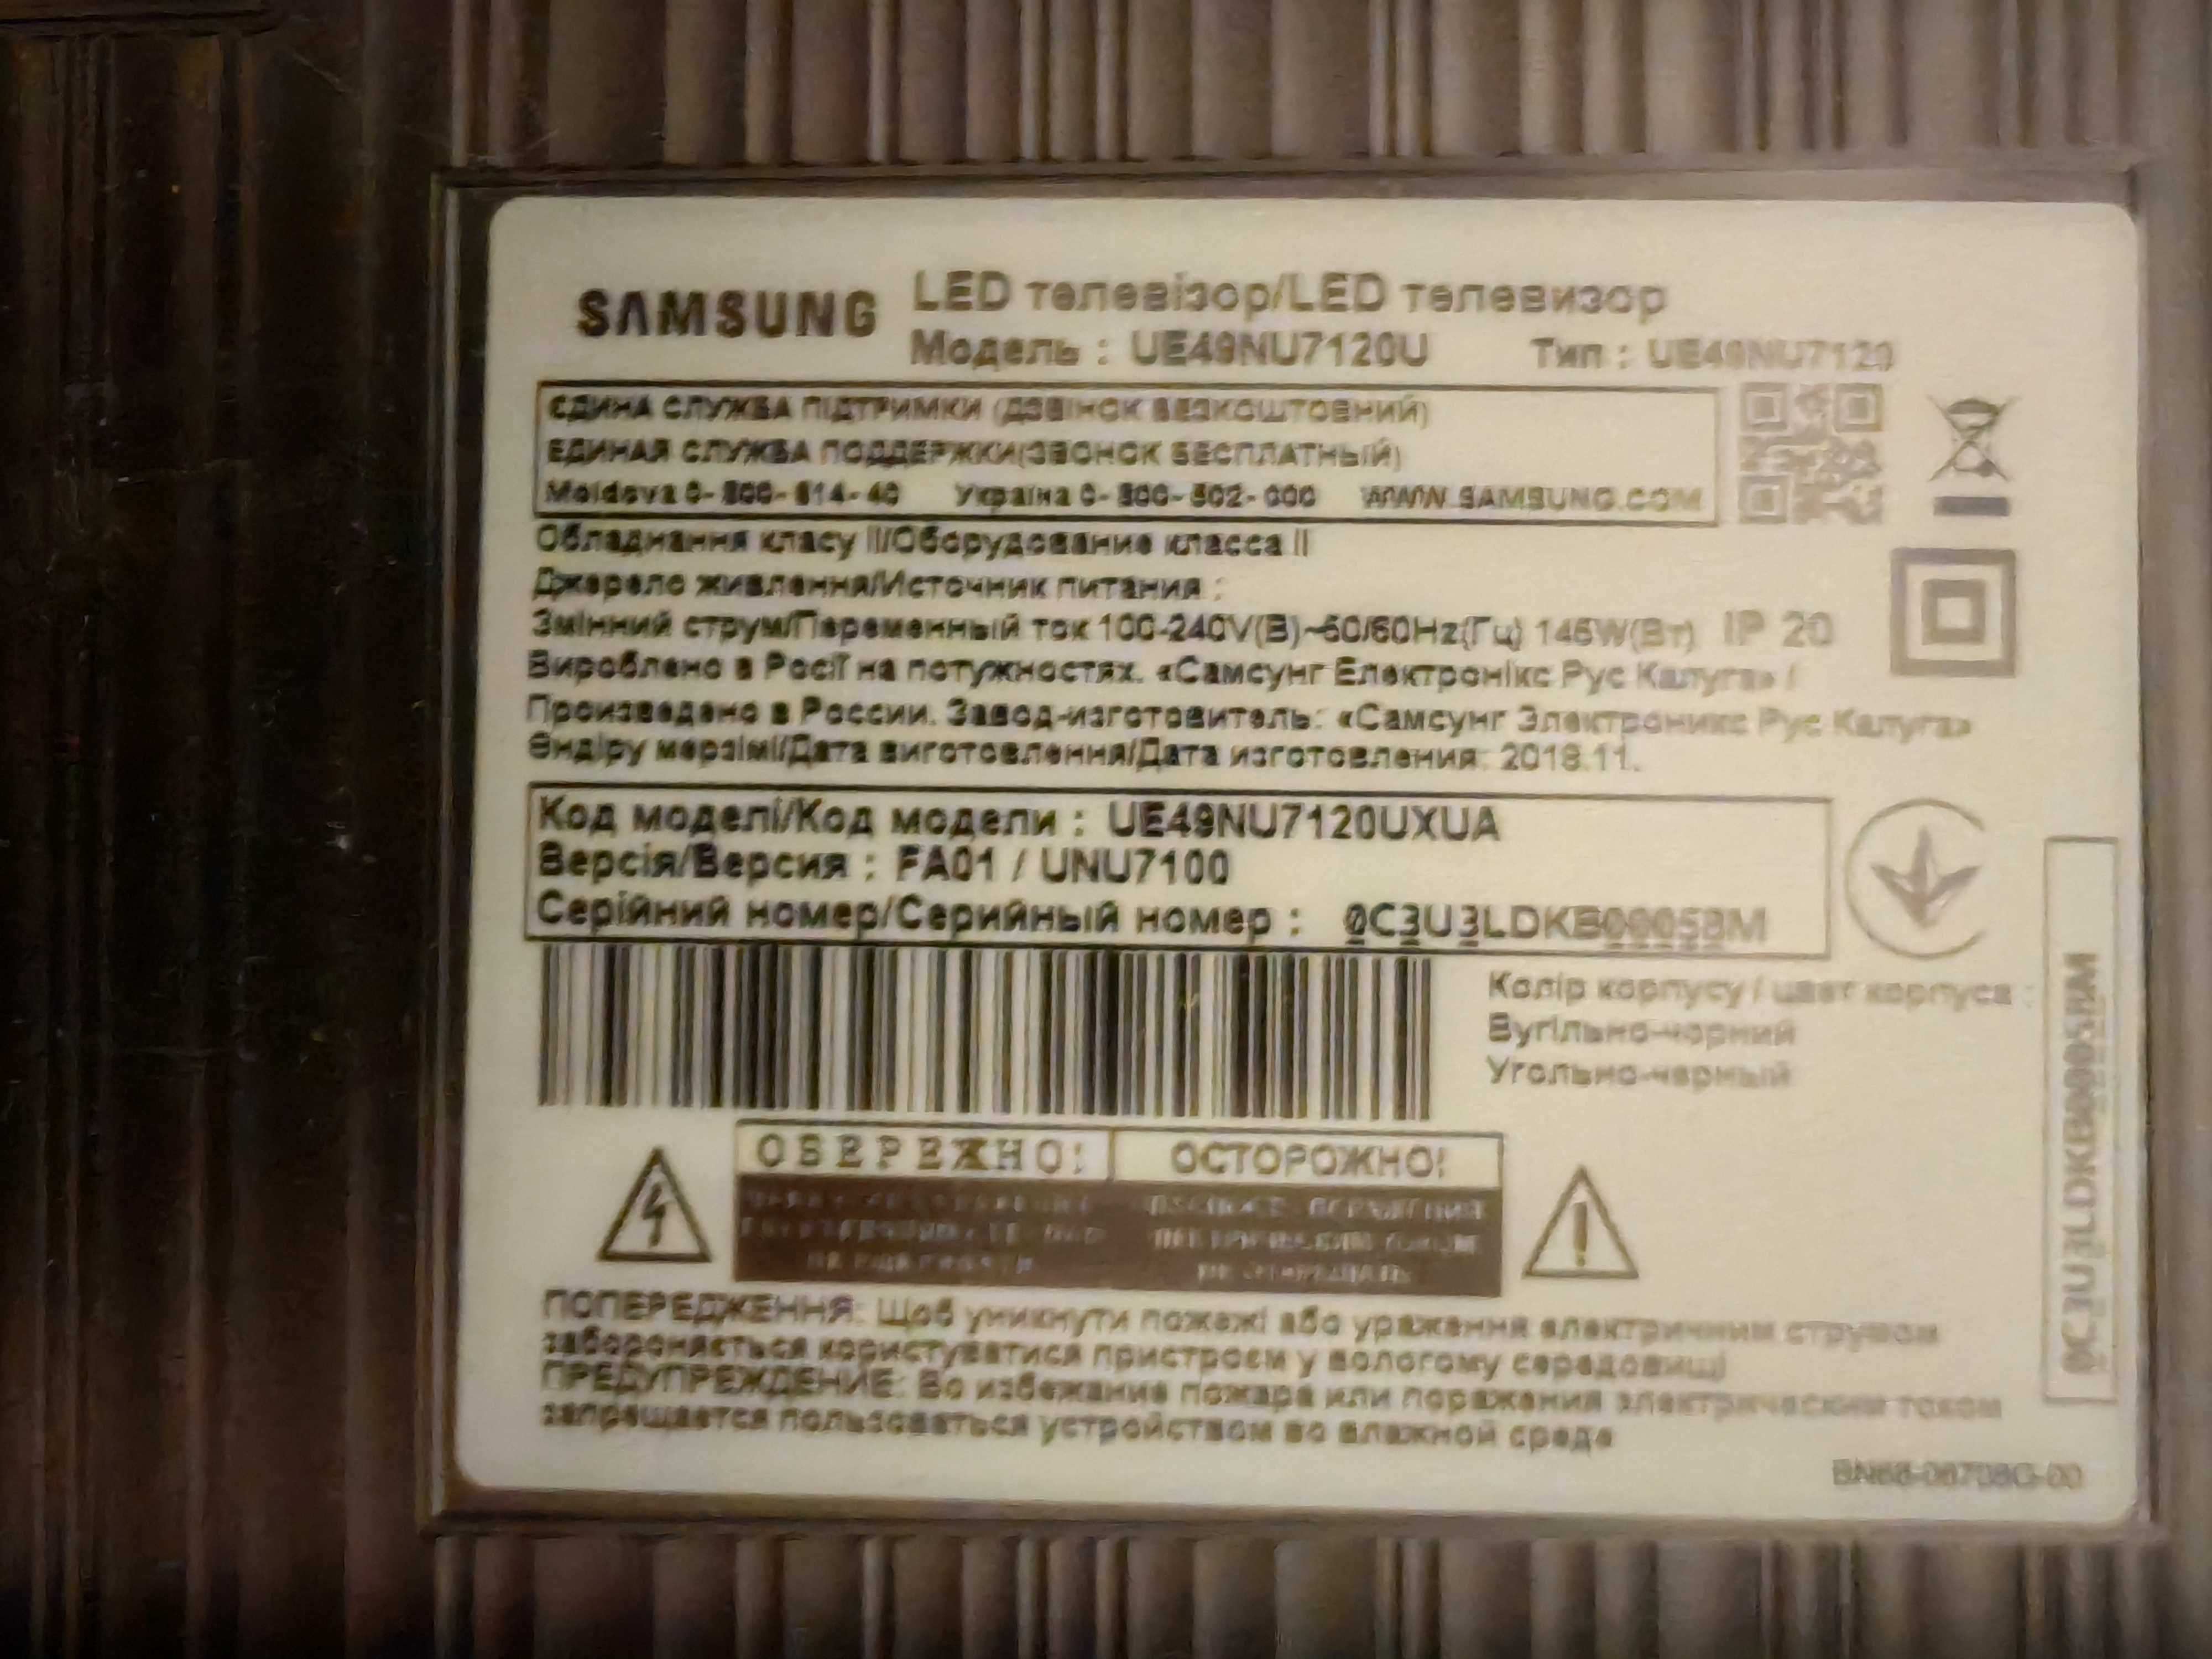 SAMSUNG
LED телевізор/LED телевизор
Модель : UE49NU7120U Тип : UE49NU7120
ЄДИНА СЛУЖБА ПІДТРИМКИ (ДЗВІНОК БЕЗКОШТОВНИЙ)
ЕДИНАЯ СЛУЖБА ПОДДЕРЖКИ(ЗВОНОК БЕСПЛАТНЫЙ)
Moldova 0-800-614-40 Україна 0-800-502-000 WWW.SAMSUNG.COM
Обладнання класу II/Оборудование класса II
Джерело живлення/Источник питания :
Змінний струм/Переменный ток 100-240V(В)~50/60Hz(Гц) 145W(Вт) IP 20
Вироблено в Росії на потужностях. «Самсунг Електронікс Рус Калуга» /
Произведено в России. Завод-изготовитель: «Самсунг Электроникс Рус Калуга»
Өндіру мерзімі/Дата виготовлення/Дата изготовления: 2018.11.
Код моделі/Код модели : UE49NU7120UXUA
Версія/Версия : FA01 / UNU7100
Серійний номер/Серийный номер : 0C3U3LDKB00058M
Колір корпусу / цвет корпуса :
Вугільно-чорний
Угольно-черный
0C3U3LDKB00058M
ОБЕРЕЖНО! ОСТОРОЖНО!
ПОПЕРЕДЖЕННЯ: Щоб уникнути пожежі або ураження електричним струмом
забороняється користуватися пристроєм у вологому середовищі
ПРЕДУПРЕЖДЕНИЕ: Во избежание пожара или поражения электрическим током
запрещается пользоваться устройством во влажной среде